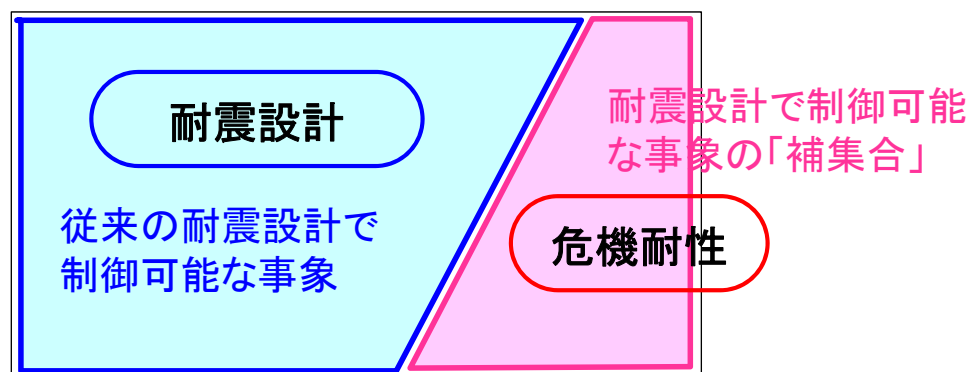 耐震設計
従来の耐震設計で
制御可能な事象
耐震設計で制御可能
な事象の「補集合」
危機耐性